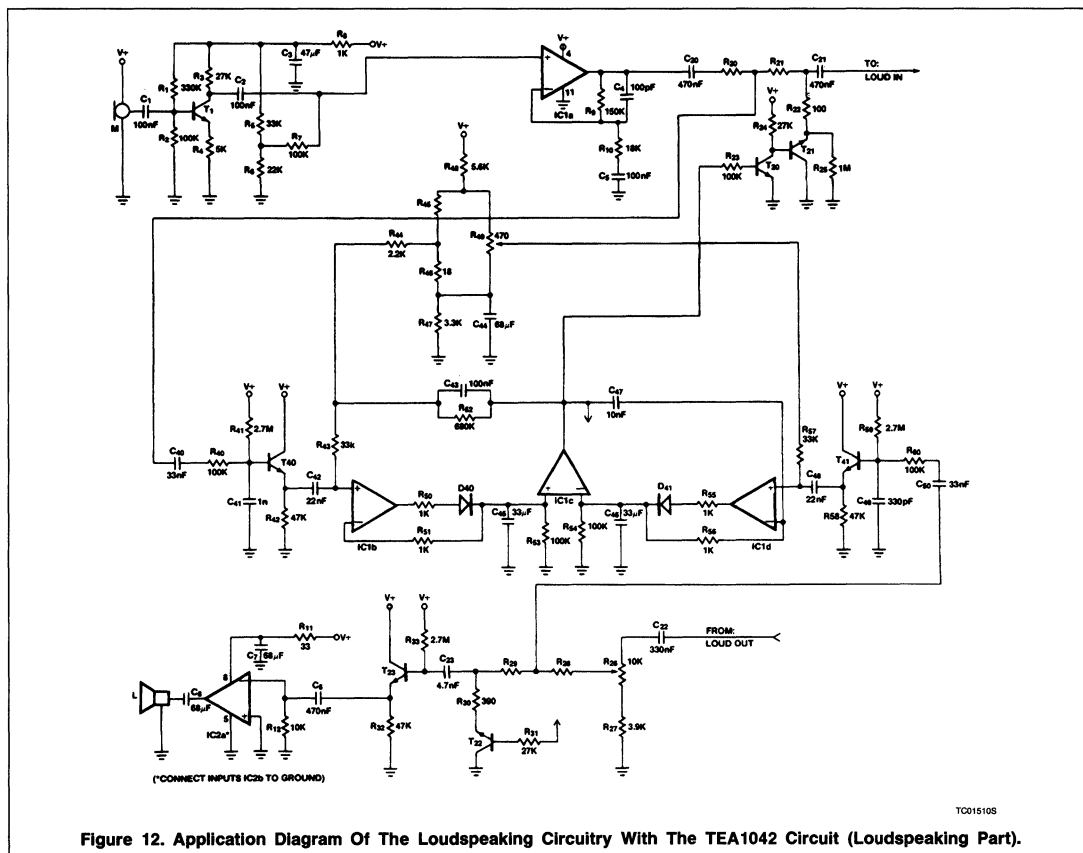 V+
M
C1
100nF
R1
330K
R2
100K
R3
27K
T1
R4
5K
C2
100nF
R5
33K
R6
22K
R7
100K
C3
47µF
R8
1K
V+
V+
4
11
IC1a
R9
150K
C4
100pF
R10
18K
C5
100nF
C20
470nF
R20
R21
C21
470nF
TO:
LOUD IN
V+
R24
27K
R22
100
T21
R23
100K
T20
R25
1M
V+
R48
5.6K
R45
R49
470
R44
2.2K
R46
18
R47
3.3K
C44
68µF
C43
100nF
R52
680K
C47
10nF
V+
V+
R41
2.7M
C40
33nF
R40
100K
T40
C41
1n
R42
47K
R43
33k
C42
22nF
IC1b
R50
1K
D40
R51
1K
C45
33µF
R53
100K
IC1c
R54
100K
C46
33µF
D41
R55
1K
R56
1K
IC1d
R57
33K
C48
22nF
V+
V+
T41
R58
47K
R59
2.7M
R60
100K
C49
330pF
C50
33nF
L
C8
68µF
C7
68µF
R11
33
V+
8
5
IC2a*
R12
10K
C6
470nF
V+
V+
R33
2.7M
T23
R32
47K
C23
4.7nF
R29
R28
R30
390
T22
R31
27K
R26
10K
R27
3.9K
C22
330nF
FROM:
LOUD OUT
(*CONNECT INPUTS IC2b TO GROUND)
TC01510S
Figure 12. Application Diagram Of The Loudspeaking Circuitry With The TEA1042 Circuit (Loudspeaking Part).